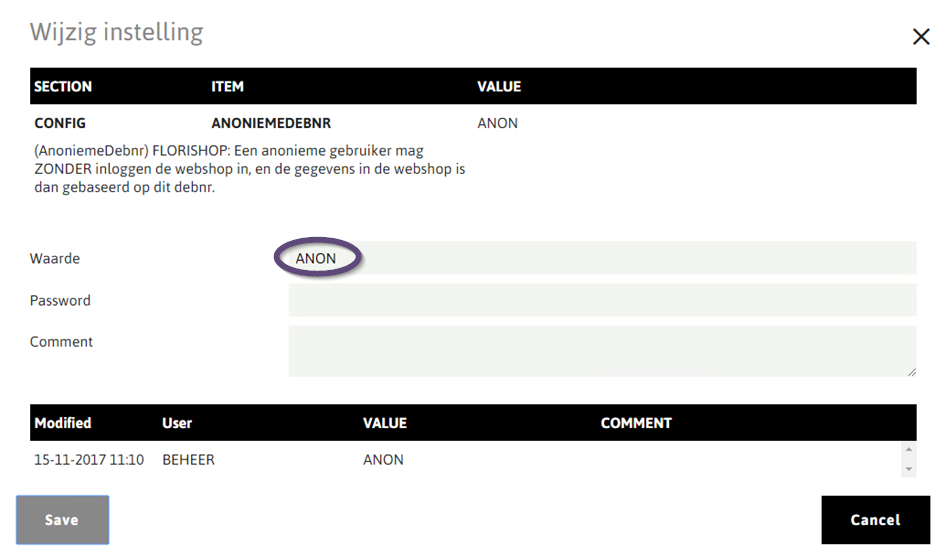 Wijzig instelling
SECTION ITEM VALUE
CONFIG ANONIEMEDEBNR ANON
(AnoniemeDebnr) FLORISHOP: Een anonieme gebruiker mag
ZONDER inloggen de webshop in, en de gegevens in de webshop is
dan gebaseerd op dit debnr.
Waarde ANON
Password
Comment
Modified User VALUE COMMENT
15-11-2017 11:10 BEHEER ANON
Save Cancel